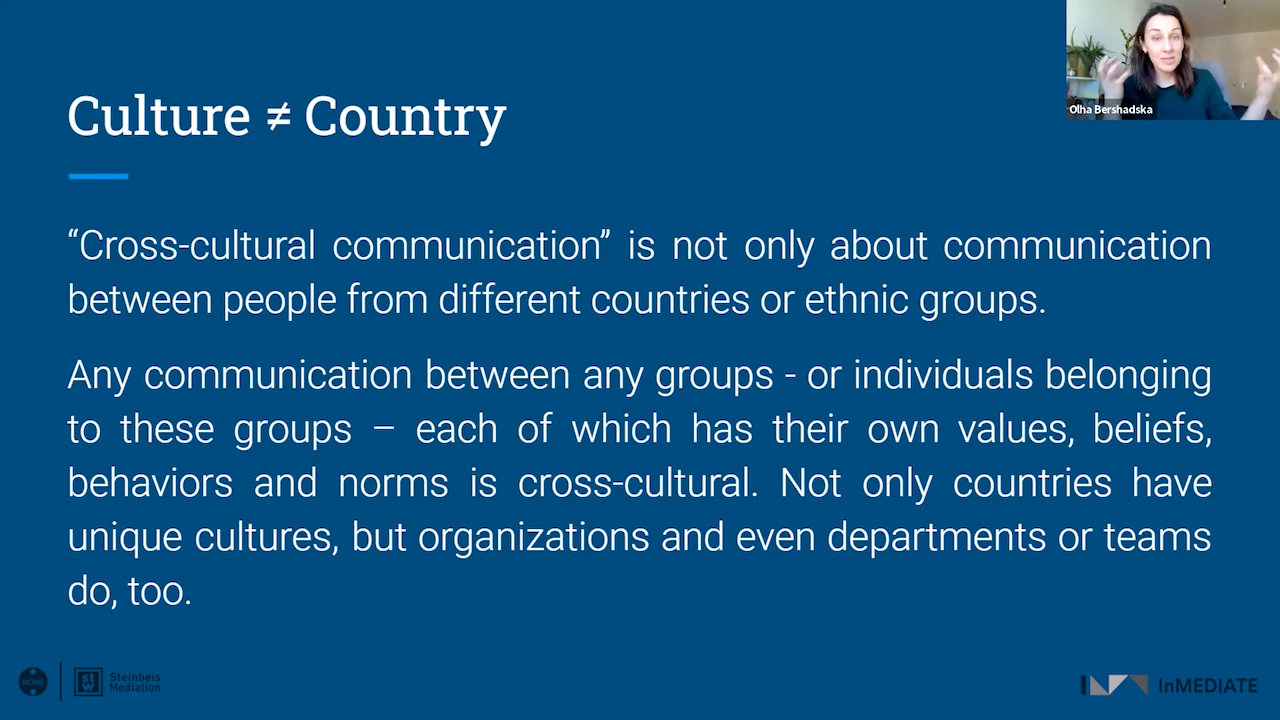 Culture ≠ Country
“Cross-cultural communication” is not only about communication
between people from different countries or ethnic groups.
Any communication between any groups - or individuals belonging
to these groups – each of which has their own values, beliefs,
behaviors and norms is cross-cultural. Not only countries have
unique cultures, but organizations and even departments or teams
do, too.
Olha Bershadska
stw
Steinbeis
Mediation
InMEDIATE